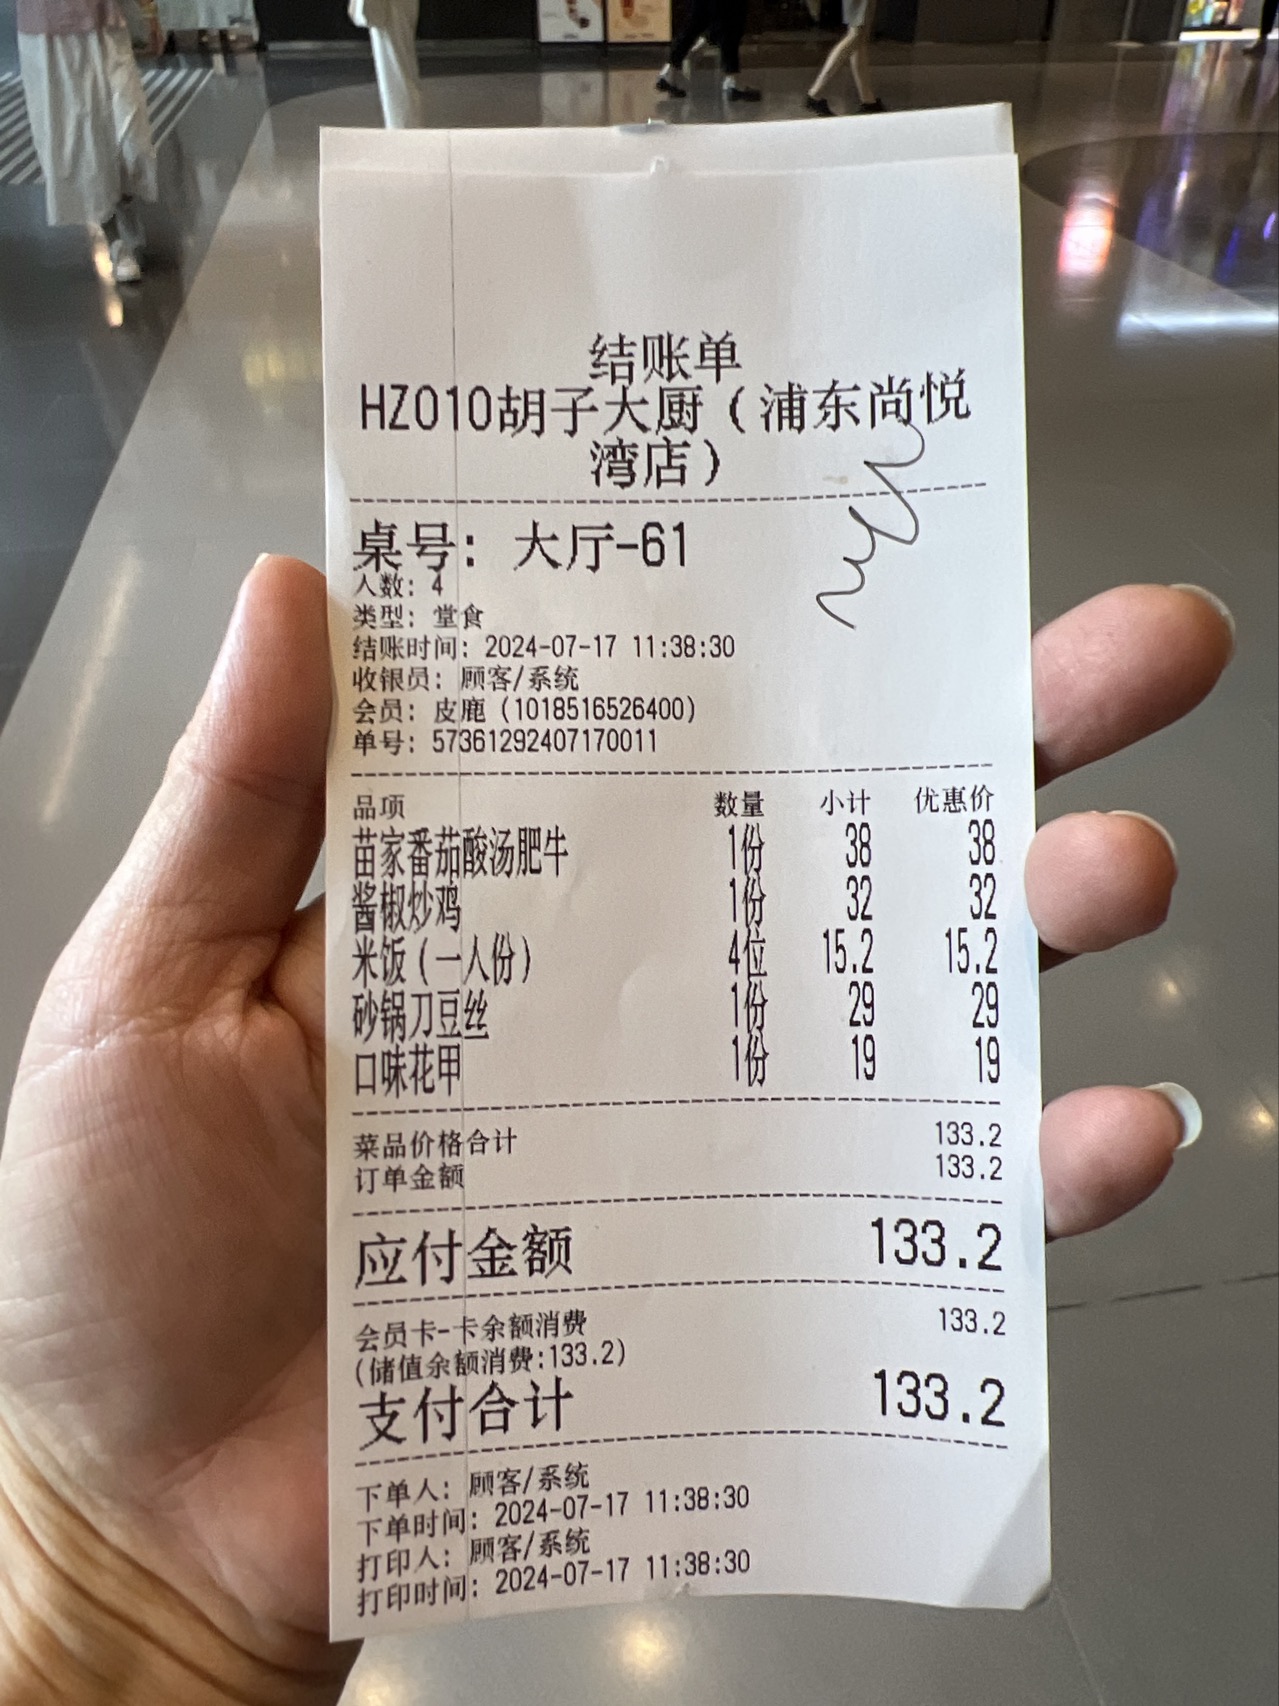 结账单
HZ010胡子大厨（浦东尚悦
湾店）
桌号：大厅-61
人数：4
类型：堂食
结账时间：2024-07-17 11:38:30
收银员：顾客/系统
会员：皮鹿（1018516526400）
单号：573612924071​70011
品项 数量 小计 优惠价
苗家番茄酸汤肥牛 1份 38 38
酱椒炒鸡 1份 32 32
米饭（一人份） 4位 15.2 15.2
砂锅刀豆丝 1份 29 29
口味花甲 1份 19 19
菜品价格合计 133.2
订单金额 133.2
应付金额 133.2
会员卡-卡余额消费 133.2
(储值余额消费:133.2)
支付合计 133.2
下单人：顾客/系统
下单时间：2024-07-17 11:38:30
打印人：顾客/系统
打印时间：2024-07-17 11:38:30